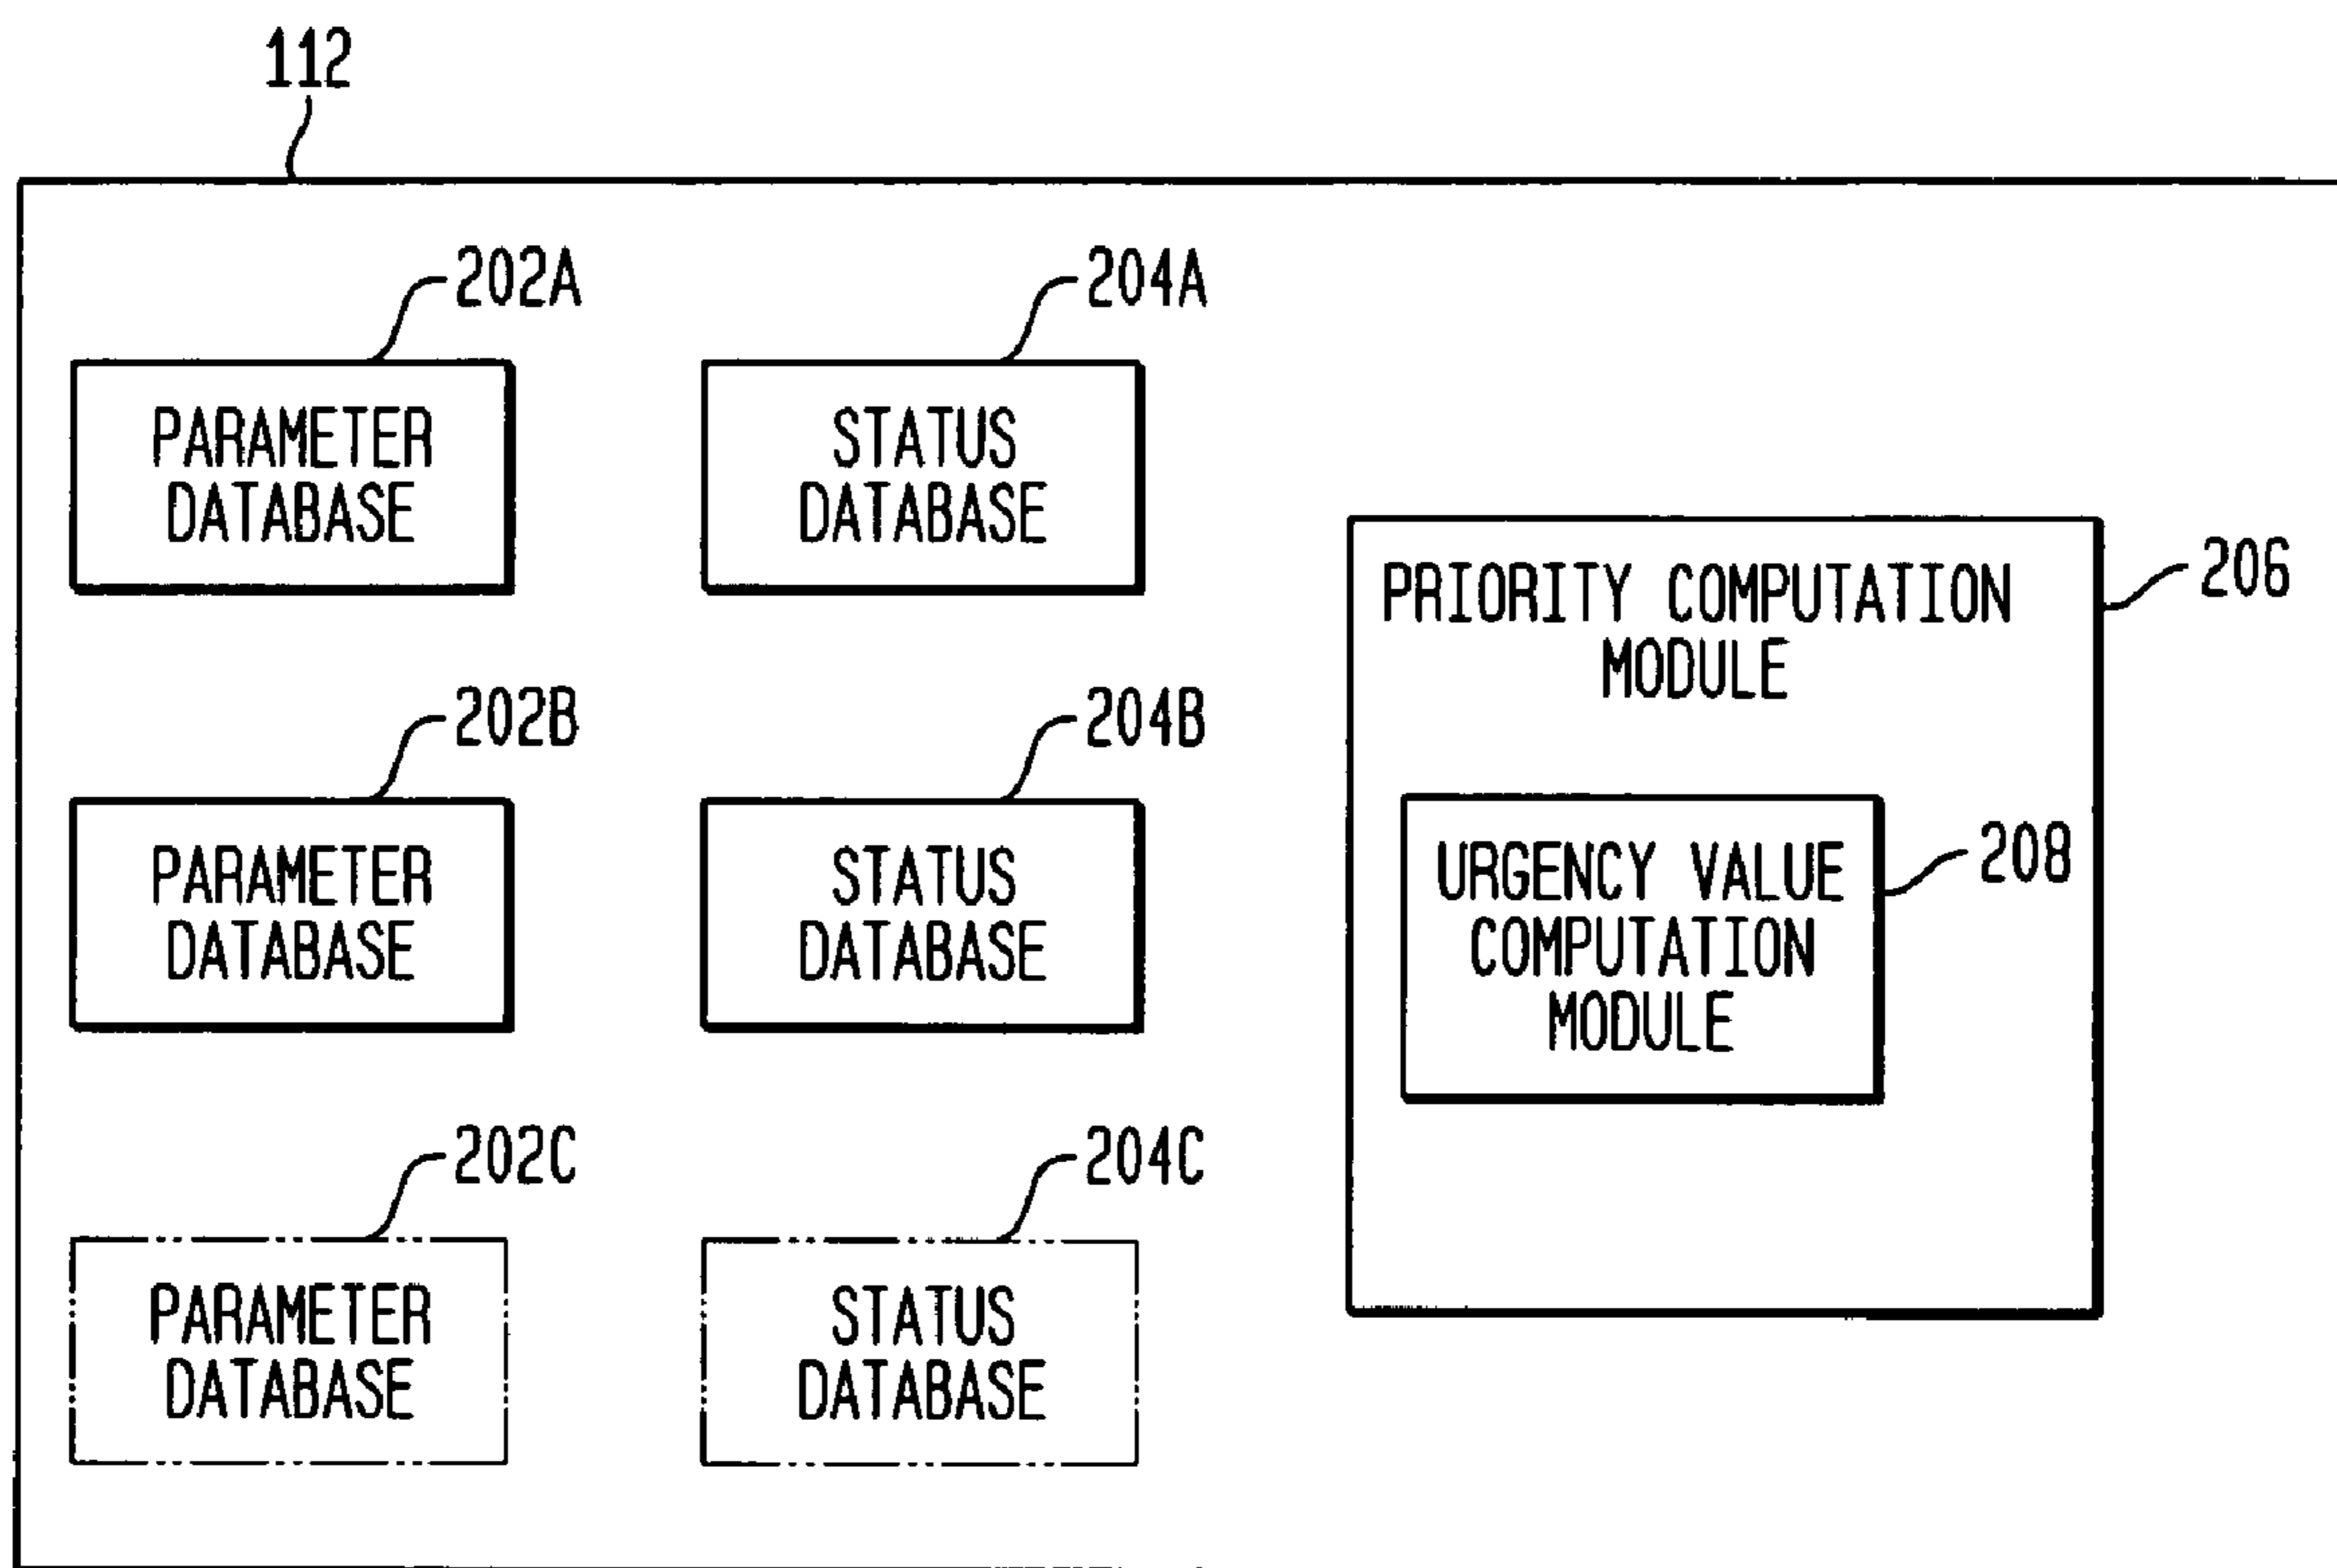 112
202A
204A
PARAMETER
DATABASE
STATUS
DATABASE
206
PRIORITY COMPUTATION
MODULE
202B
204B
PARAMETER
DATABASE
STATUS
DATABASE
208
URGENCY VALUE
COMPUTATION
MODULE
202C
204C
PARAMETER
DATABASE
STATUS
DATABASE